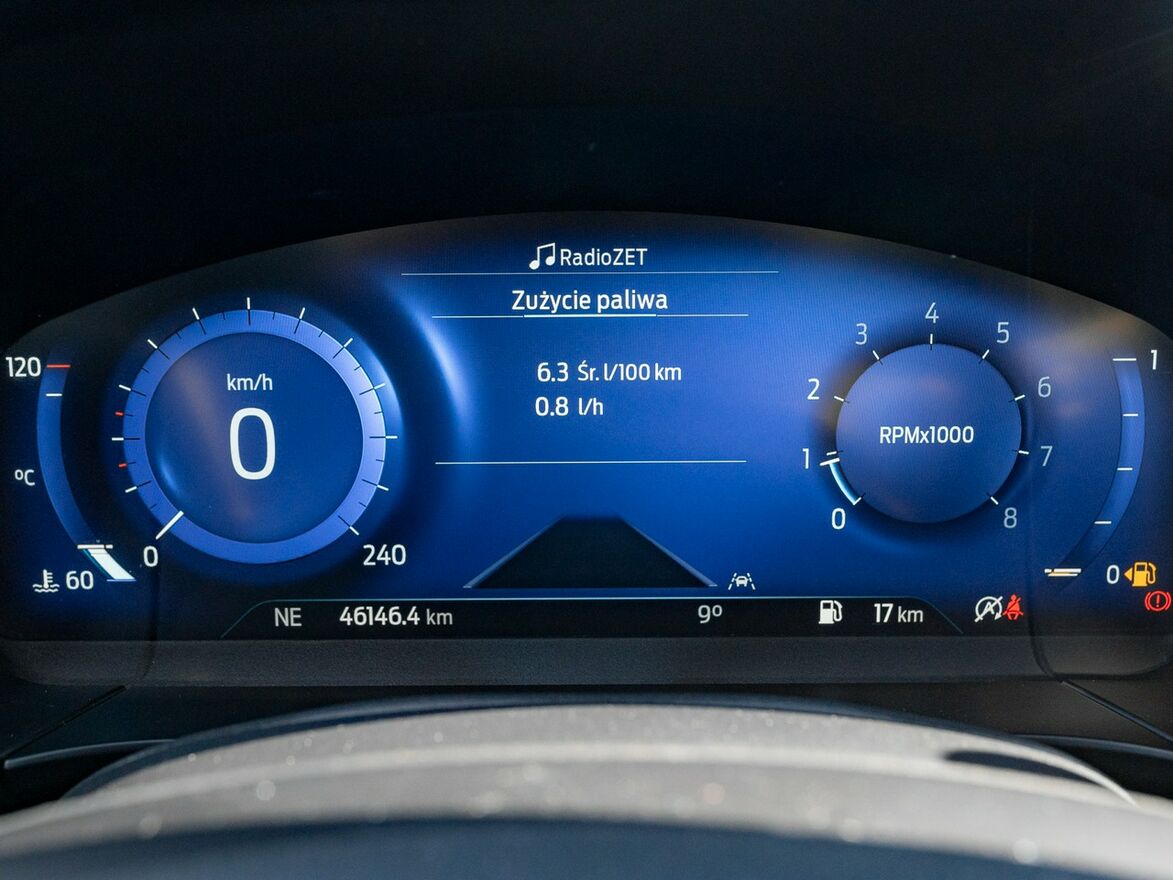 RadioZET
Zużycie paliwa
6.3 Śr. l/100 km
0.8 l/h
120
°C
60
km/h
0
0
240
RPMx1000
0
1
2
3
4
5
6
7
8
1
0
NE
46146.4 km
9°
17 km